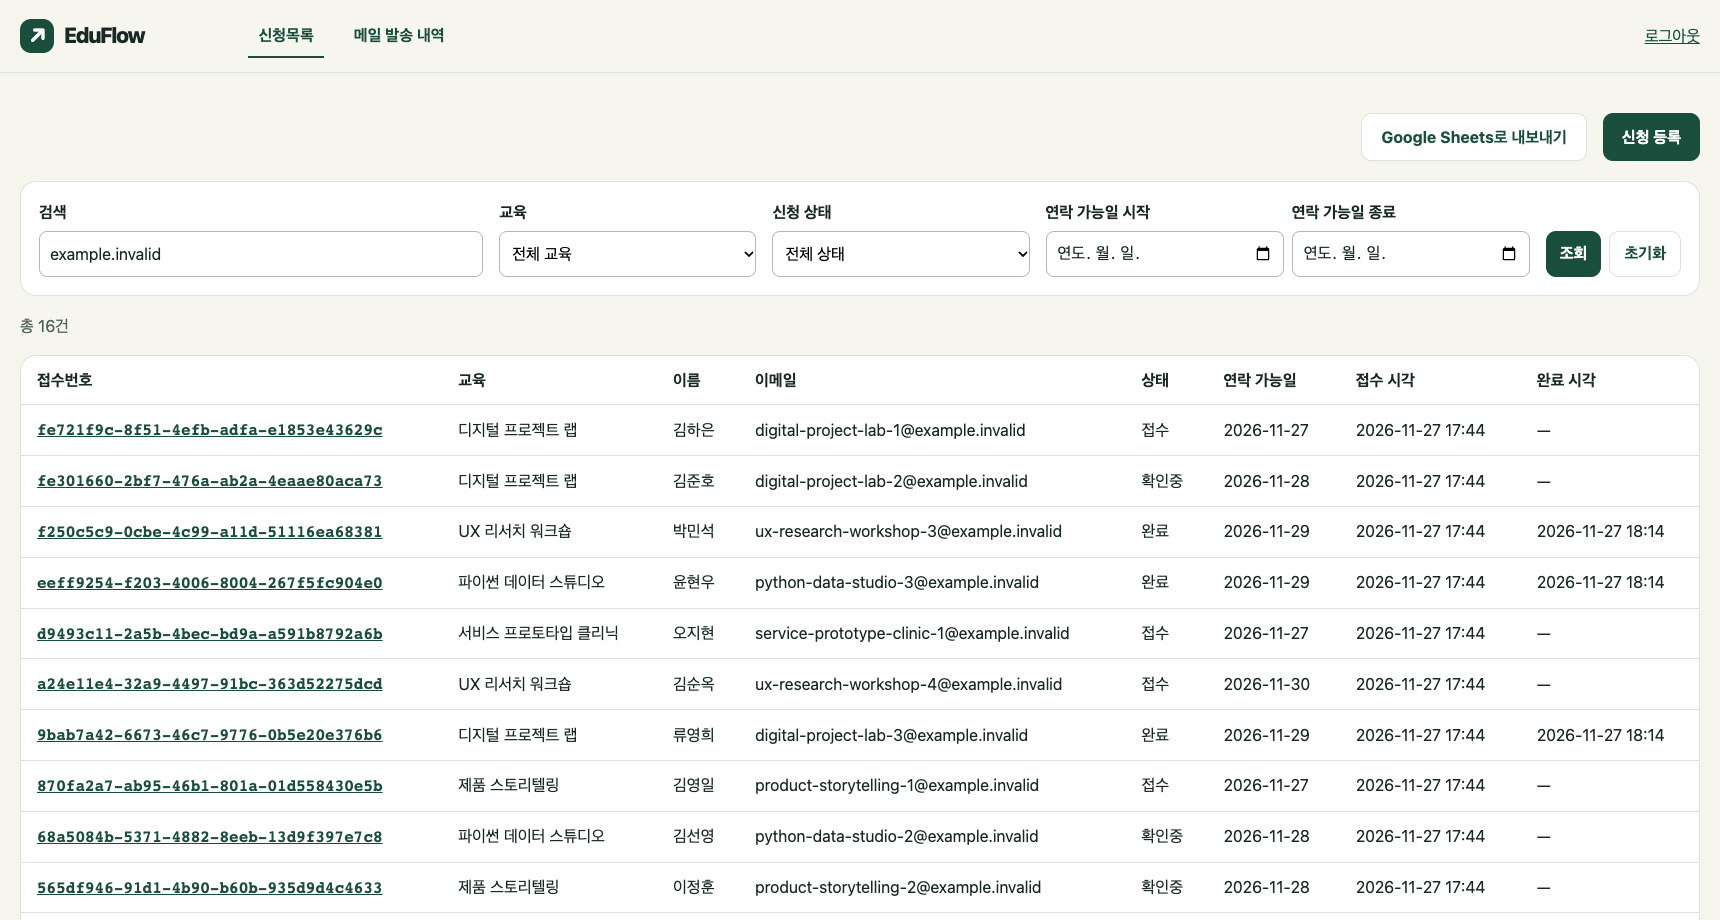 EduFlow 신청목록 메일 발송 내역 로그아웃
Google Sheets로 내보내기 신청 등록
검색 교육 신청 상태 연락 가능일 시작 연락 가능일 종료
example.invalid 전체 교육 전체 상태 연도. 월. 일. 연도. 월. 일. 조회 초기화
총 16건
접수번호 교육 이름 이메일 상태 연락 가능일 접수 시각 완료 시각
fe721f9c-8f51-4efb-adfa-e1853e43629c 디지털 프로젝트 랩 김하은 digital-project-lab-1@example.invalid 접수 2026-11-27 2026-11-27 17:44 —
fe301660-2bf7-476a-ab2a-4eaae80aca73 디지털 프로젝트 랩 김준호 digital-project-lab-2@example.invalid 확인중 2026-11-28 2026-11-27 17:44 —
f250c5c9-0cbe-4c99-a11d-51116ea68381 UX 리서치 워크숍 박민석 ux-research-workshop-3@example.invalid 완료 2026-11-29 2026-11-27 17:44 2026-11-27 18:14
eeff9254-f203-4006-8004-267f5fc904e0 파이썬 데이터 스튜디오 윤현우 python-data-studio-3@example.invalid 완료 2026-11-29 2026-11-27 17:44 2026-11-27 18:14
d9493c11-2a5b-4bec-bd9a-a591b8792a6b 서비스 프로토타입 클리닉 오지현 service-prototype-clinic-1@example.invalid 접수 2026-11-27 2026-11-27 17:44 —
a24e11e4-32a9-4497-91bc-363d52275dcd UX 리서치 워크숍 김순옥 ux-research-workshop-4@example.invalid 접수 2026-11-30 2026-11-27 17:44 —
9bab7a42-6673-46c7-9776-0b5e20e376b6 디지털 프로젝트 랩 류영희 digital-project-lab-3@example.invalid 완료 2026-11-29 2026-11-27 17:44 2026-11-27 18:14
870fa2a7-ab95-46b1-801a-01d558430e5b 제품 스토리텔링 김영일 product-storytelling-1@example.invalid 접수 2026-11-27 2026-11-27 17:44 —
68a5084b-5371-4882-8eeb-13d9f397e7c8 파이썬 데이터 스튜디오 김선영 python-data-studio-2@example.invalid 확인중 2026-11-28 2026-11-27 17:44 —
565df946-91d1-4b90-b60b-935d9d4c4633 제품 스토리텔링 이정훈 product-storytelling-2@example.invalid 확인중 2026-11-28 2026-11-27 17:44 —